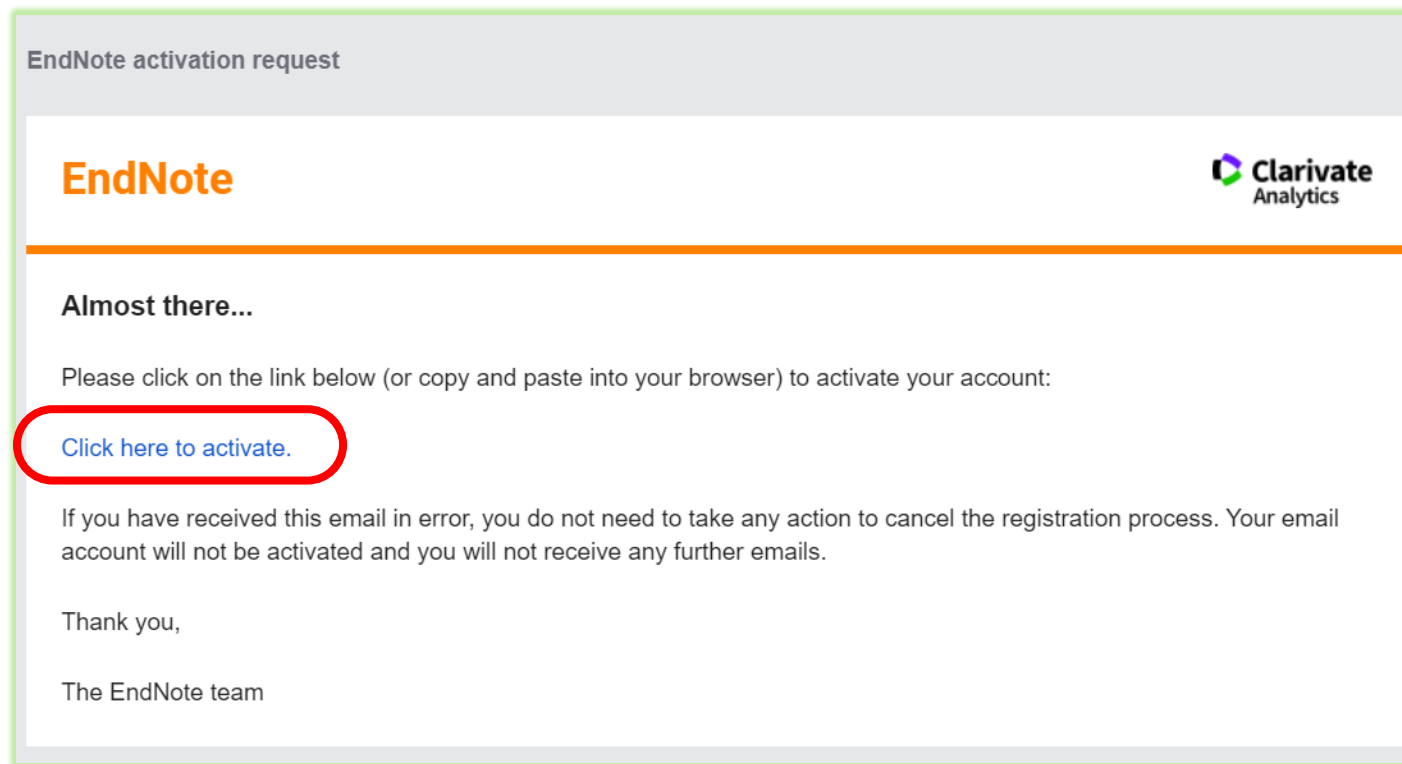 EndNote activation request
EndNote
Clarivate
Analytics
Almost there...
Please click on the link below (or copy and paste into your browser) to activate your account:
Click here to activate.
If you have received this email in error, you do not need to take any action to cancel the registration process. Your email
account will not be activated and you will not receive any further emails.
Thank you,
The EndNote team